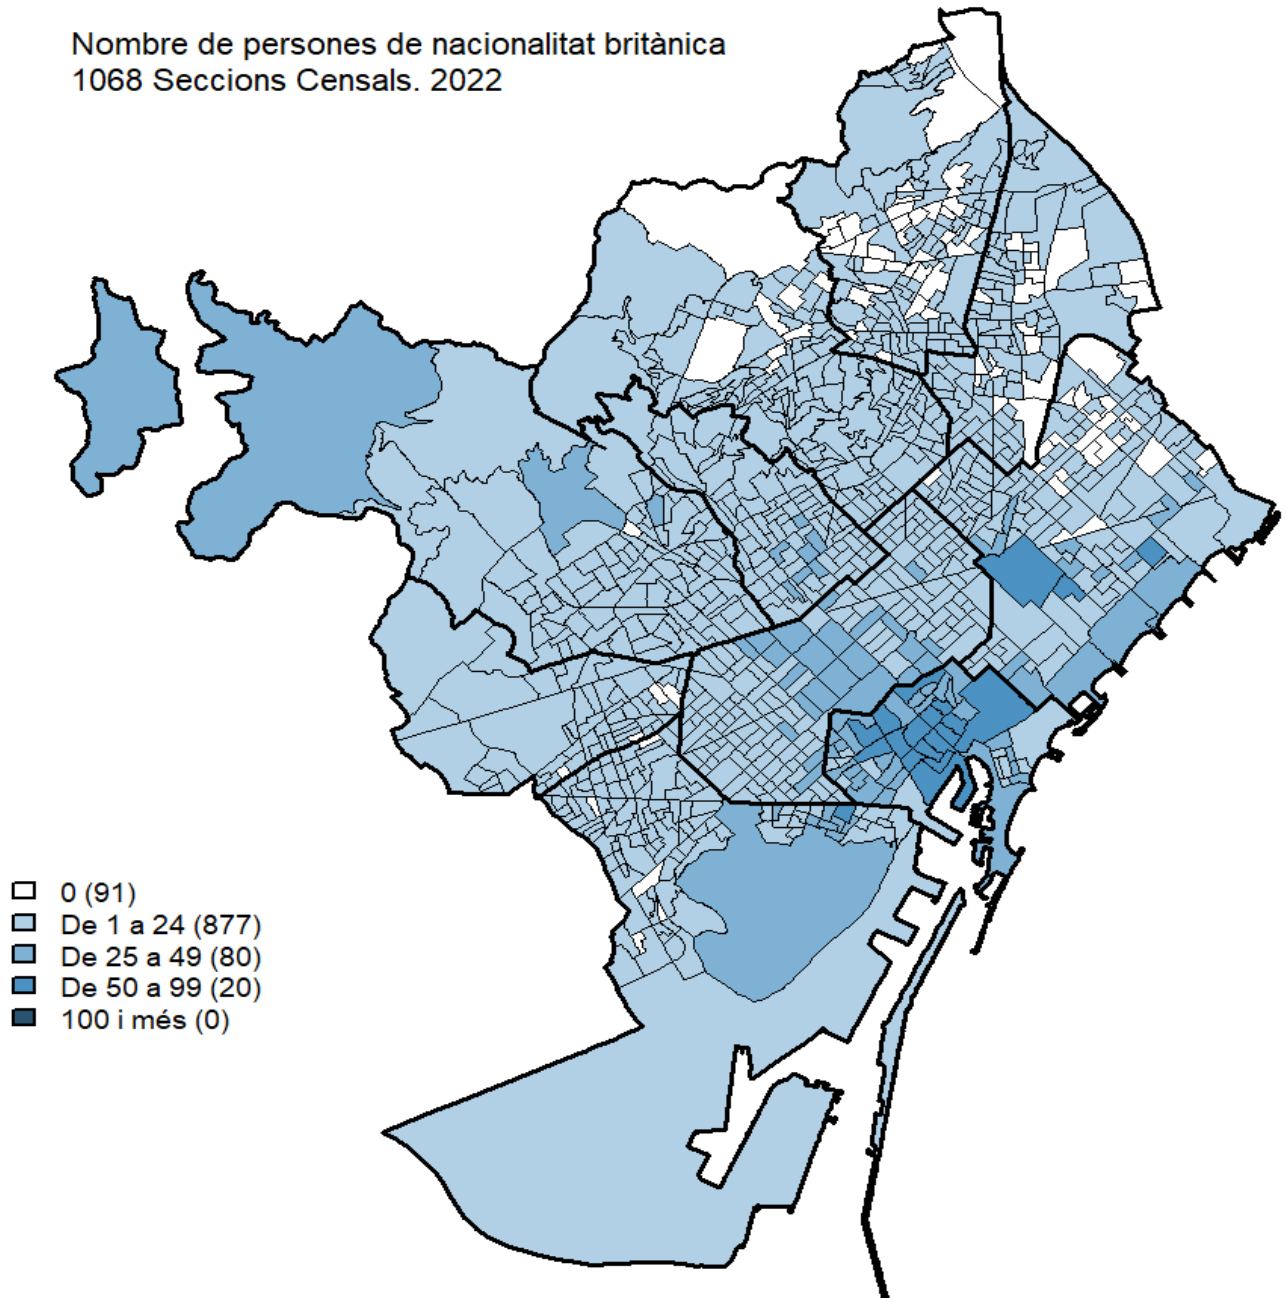 Nombre de persones de nacionalitat britànica
1068 Seccions Censals. 2022
0 (91)
De 1 a 24 (877)
De 25 a 49 (80)
De 50 a 99 (20)
100 i més (0)